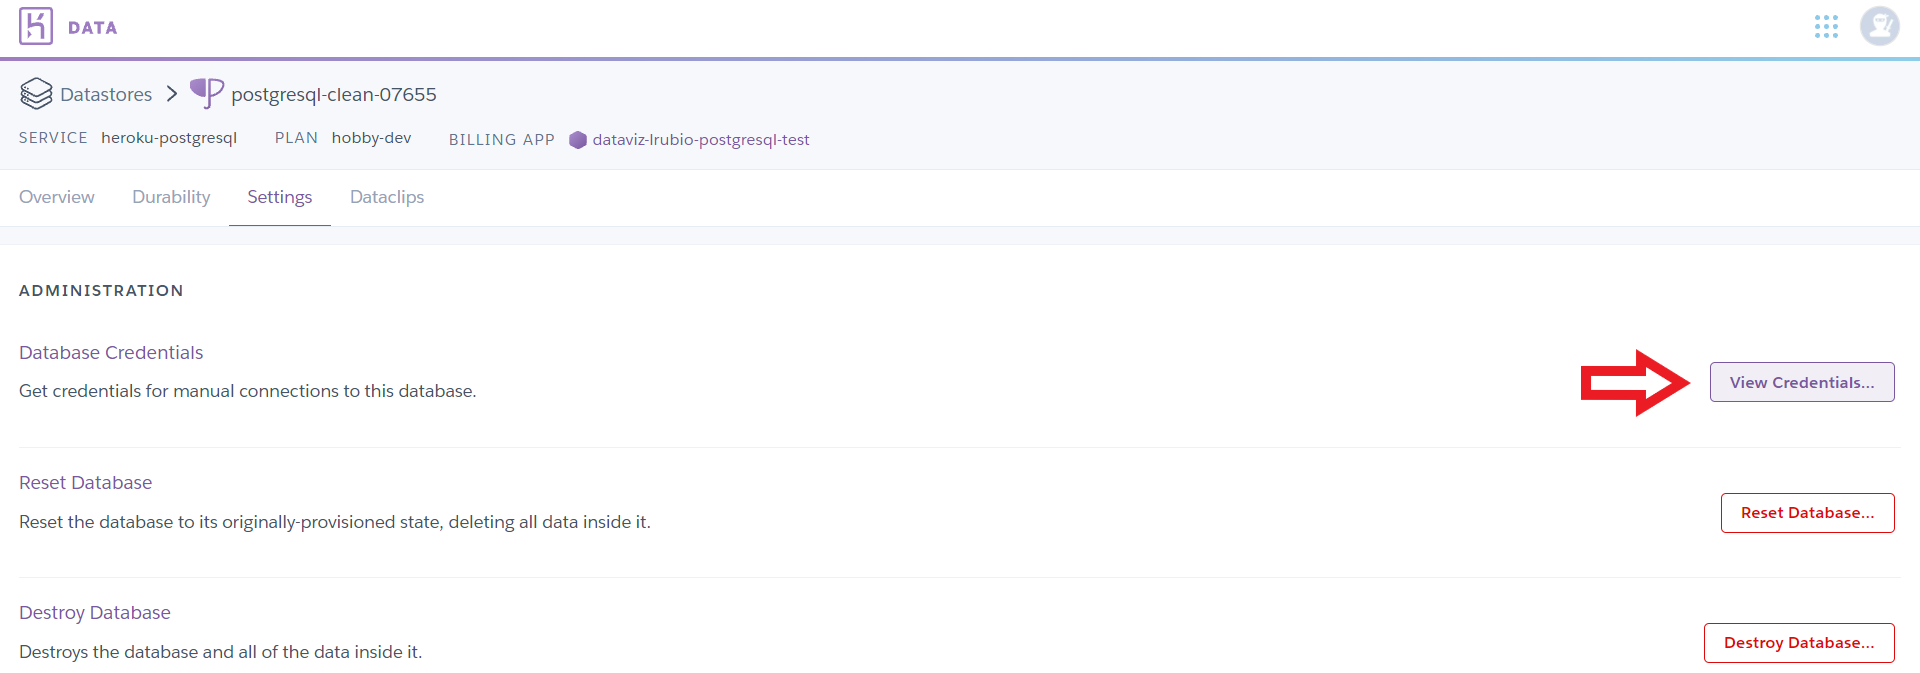 DATA
Datastores > postgresql-clean-07655
SERVICE heroku-postgresql PLAN hobby-dev BILLING APP dataviz-lrubio-postgresql-test
Overview Durability Settings Dataclips
ADMINISTRATION
Database Credentials
Get credentials for manual connections to this database.
View Credentials...
Reset Database
Reset the database to its originally-provisioned state, deleting all data inside it.
Reset Database...
Destroy Database
Destroys the database and all of the data inside it.
Destroy Database...